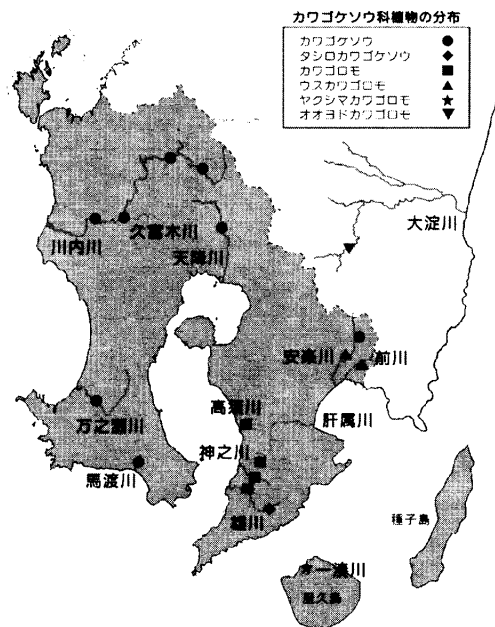 カワゴケソウ科植物の分布
カワゴケソウ
タシロカワゴケソウ
カワゴロモ
ウスカワゴロモ
ヤクシマカワゴロモ
オオヨドカワゴロモ
大淀川
久富木川
川内川
天降川
安楽川
前川
高須川
万之瀬川
肝属川
神之川
馬渡川
雄川
種子島
一湊川
屋久島